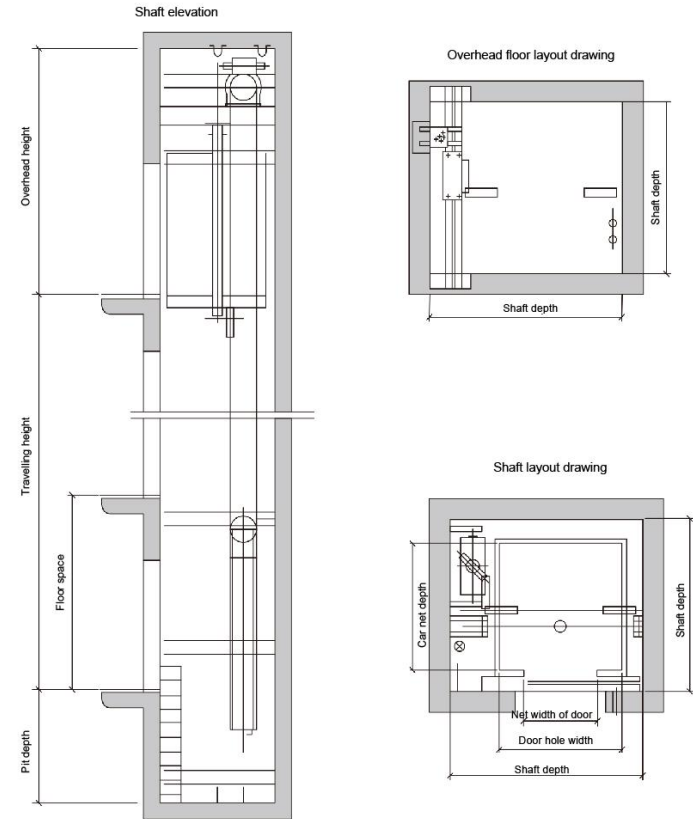 Shaft elevation
Overhead height
Travelling height
Floor space
Pit depth
Overhead floor layout drawing
Shaft depth
Shaft depth
Shaft layout drawing
Car net depth
Shaft depth
Net width of door
Door hole width
Shaft depth